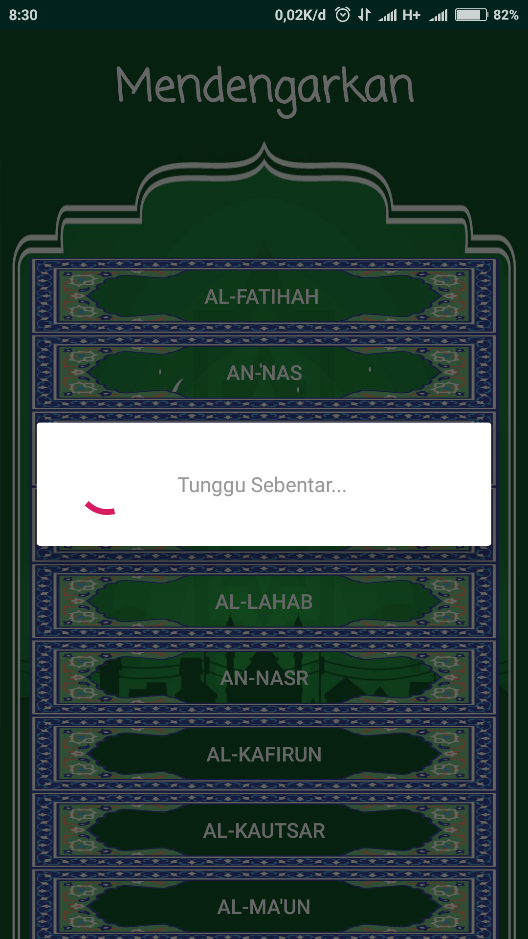 8:30 0,02K/d H+ 82%
Mendengarkan
AL-FATIHAH
AN-NAS
Tunggu Sebentar...
AL-LAHAB
AN-NASR
AL-KAFIRUN
AL-KAUTSAR
AL-MA'UN